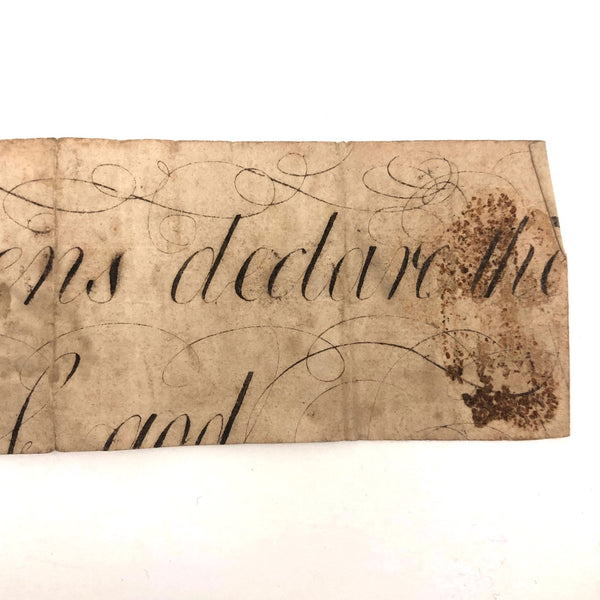 ens declare the
and